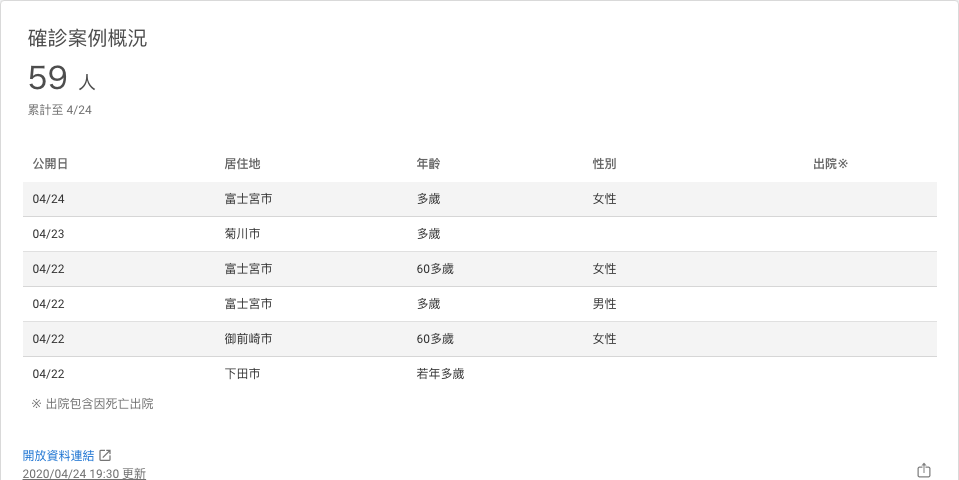 確診案例概況
59 人
累計至 4/24
公開日 居住地 年齡 性別 出院※
04/24 富士宮市 多歲 女性
04/23 菊川市 多歲
04/22 富士宮市 60多歲 女性
04/22 富士宮市 多歲 男性
04/22 御前崎市 60多歲 女性
04/22 下田市 若年多歲
※ 出院包含因死亡出院
開放資料連結
2020/04/24 19:30 更新